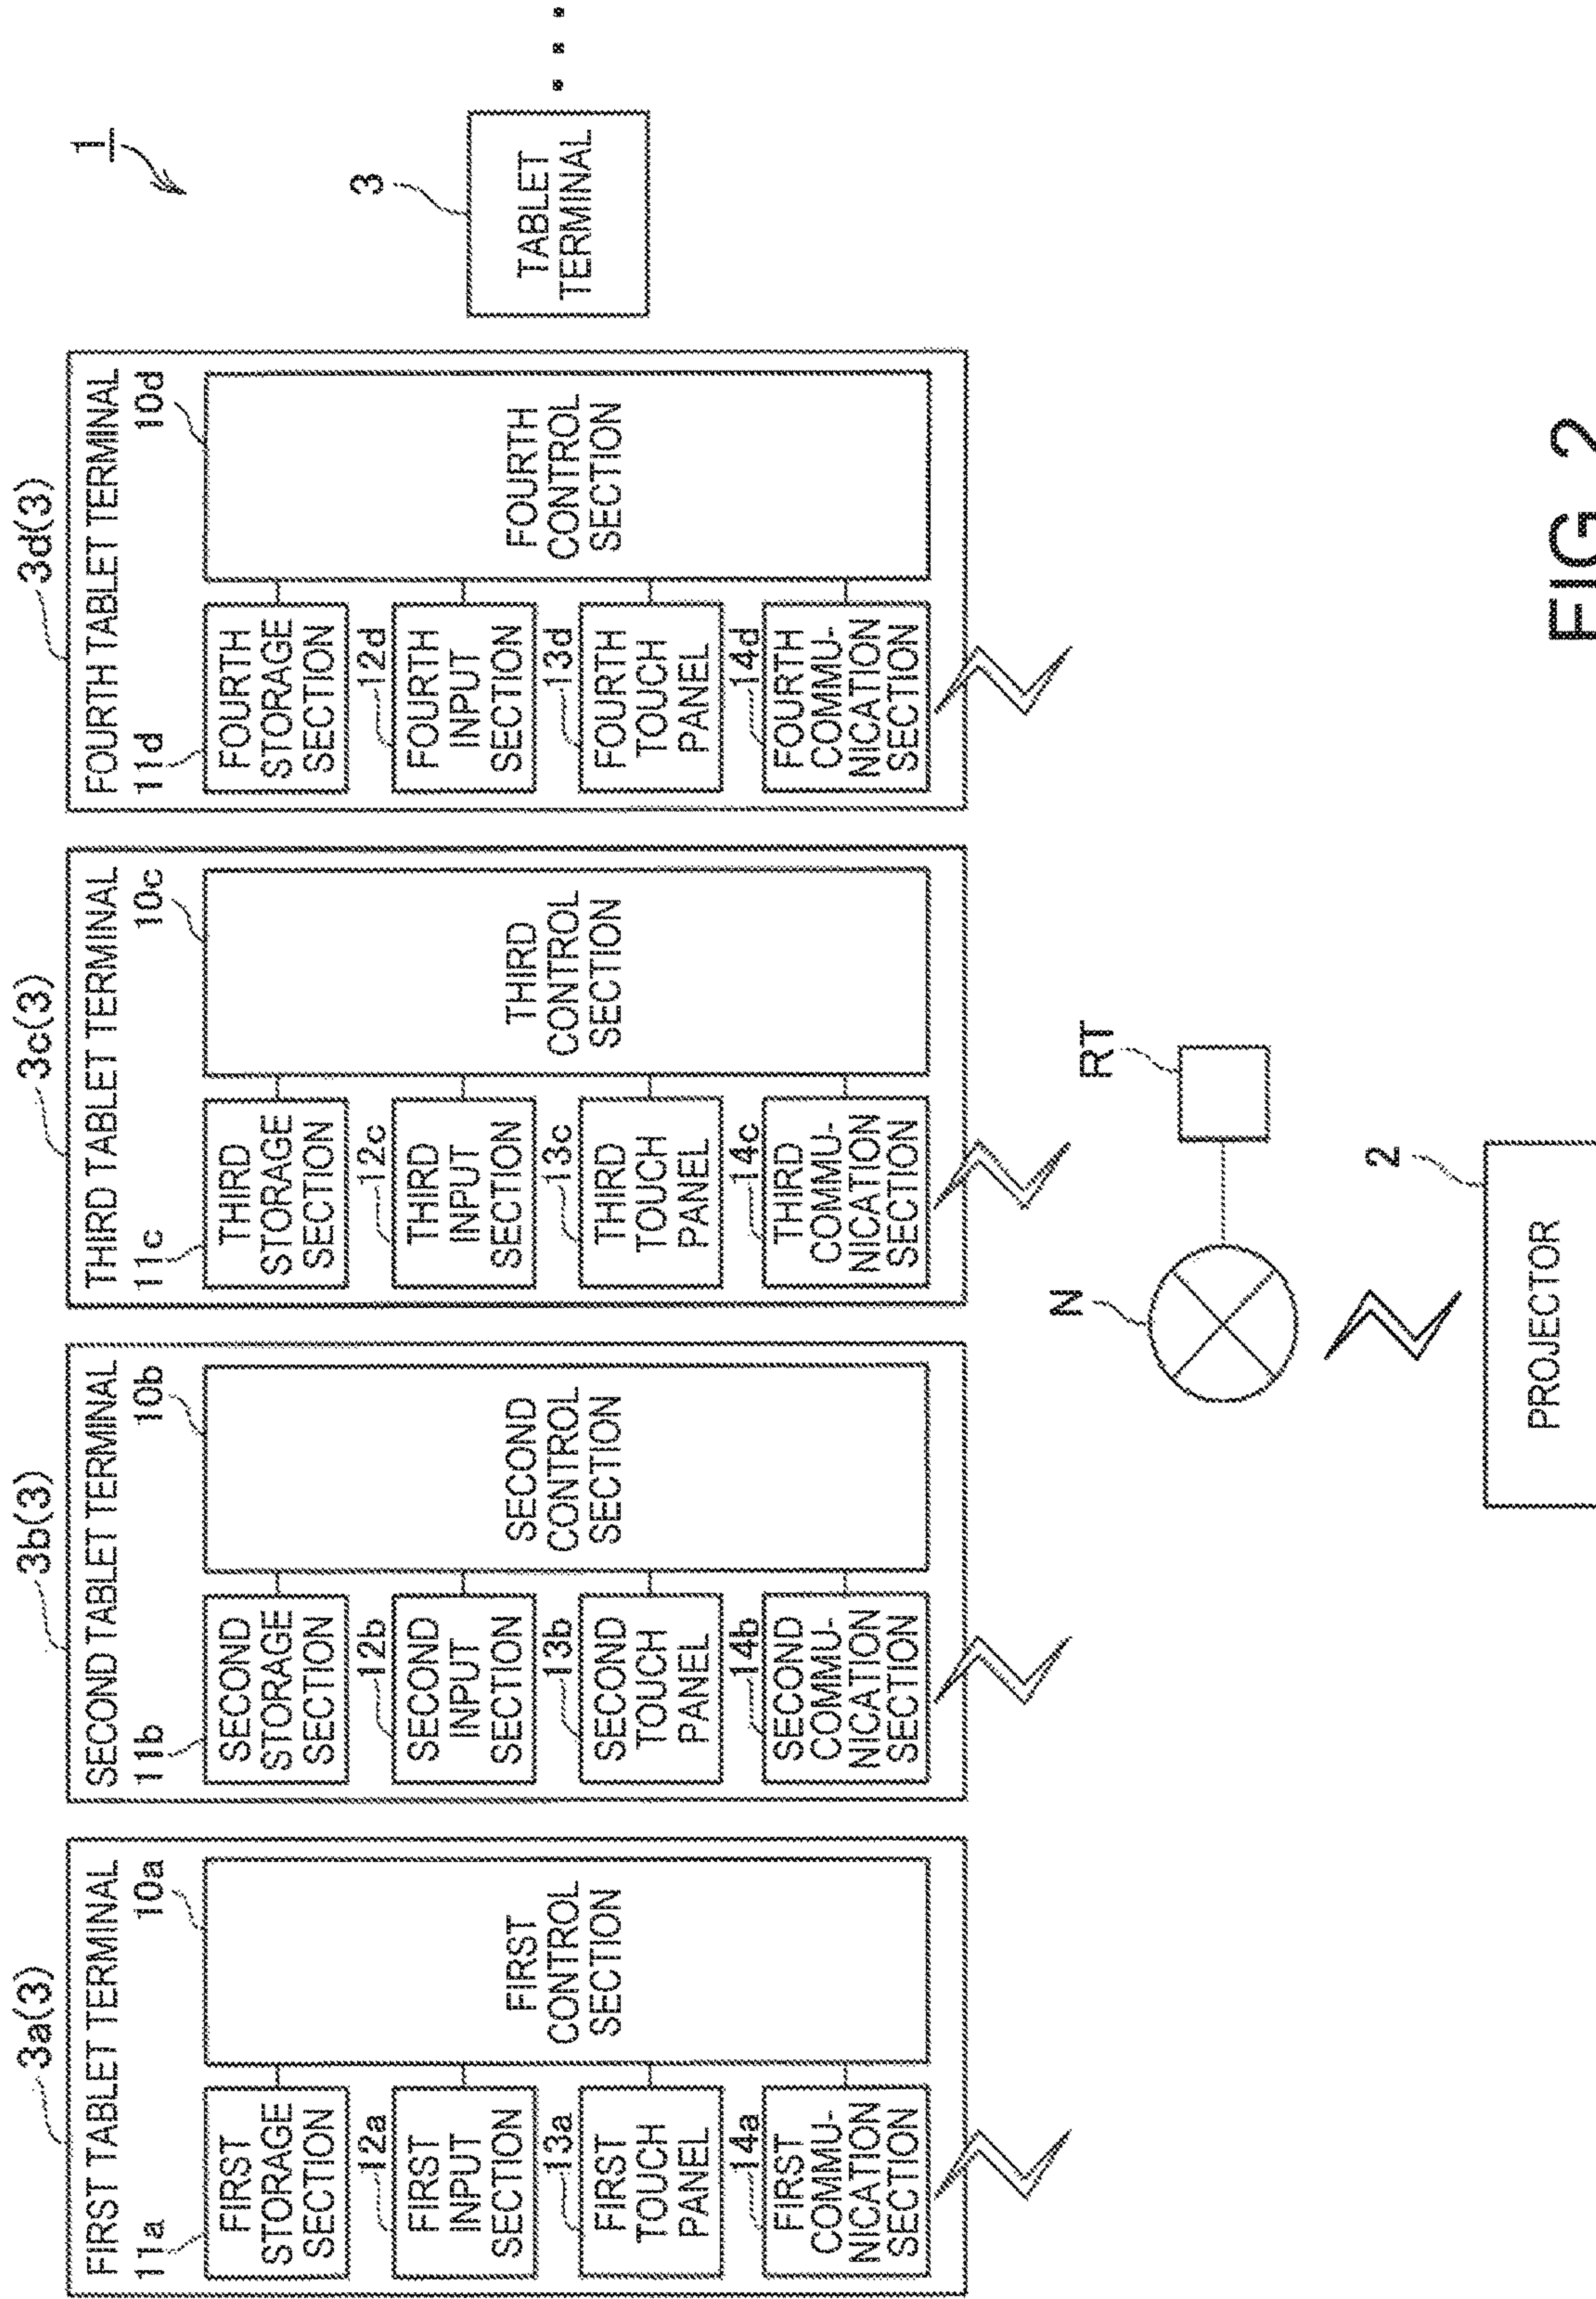 1
3a(3)
FIRST TABLET TERMINAL
11a
10a
FIRST
STORAGE
SECTION
12a
FIRST
INPUT
SECTION
13a
FIRST
TOUCH
PANEL
14a
FIRST
COMMU-
NICATION
SECTION
FIRST
CONTROL
SECTION
3b(3)
SECOND TABLET TERMINAL
11b
10b
SECOND
STORAGE
SECTION
12b
SECOND
INPUT
SECTION
13b
SECOND
TOUCH
PANEL
14b
SECOND
COMMU-
NICATION
SECTION
SECOND
CONTROL
SECTION
3c(3)
THIRD TABLET TERMINAL
11c
10c
THIRD
STORAGE
SECTION
12c
THIRD
INPUT
SECTION
13c
THIRD
TOUCH
PANEL
14c
THIRD
COMMU-
NICATION
SECTION
THIRD
CONTROL
SECTION
3d(3)
FOURTH TABLET TERMINAL
11d
10d
FOURTH
STORAGE
SECTION
12d
FOURTH
INPUT
SECTION
13d
FOURTH
TOUCH
PANEL
14d
FOURTH
COMMU-
NICATION
SECTION
FOURTH
CONTROL
SECTION
3
TABLET
TERMINAL
N
RT
2
PROJECTOR
FIG. 2